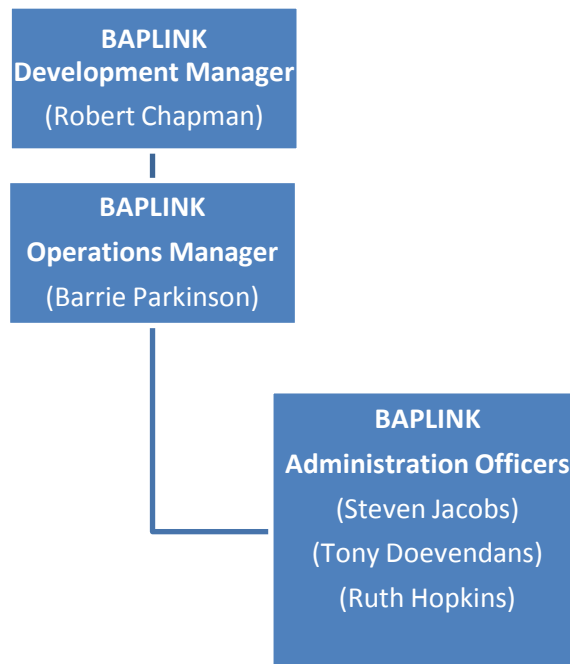 BAPLINK
Development Manager
(Robert Chapman)
BAPLINK
Operations Manager
(Barrie Parkinson)
BAPLINK
Administration Officers
(Steven Jacobs)
(Tony Doevendans)
(Ruth Hopkins)